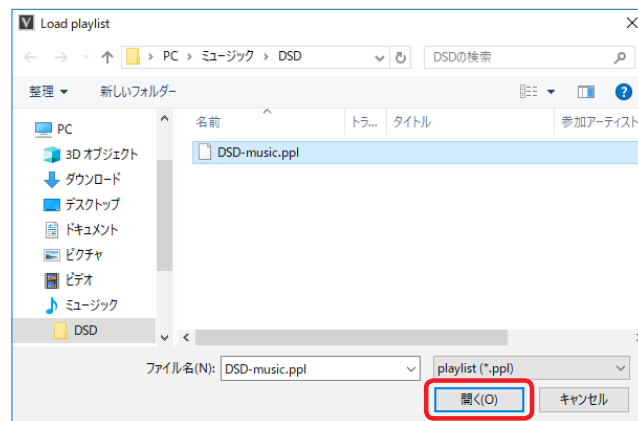 Load playlist
PC › ミュージック › DSD
DSDの検索
整理
新しいフォルダー
名前
トラ...
タイトル
参加アーティスト
PC
3D オブジェクト
ダウンロード
デスクトップ
ドキュメント
ピクチャ
ビデオ
ミュージック
DSD
DSD-music.ppl
ファイル名(N):
DSD-music.ppl
playlist (*.ppl)
開く(O)
キャンセル